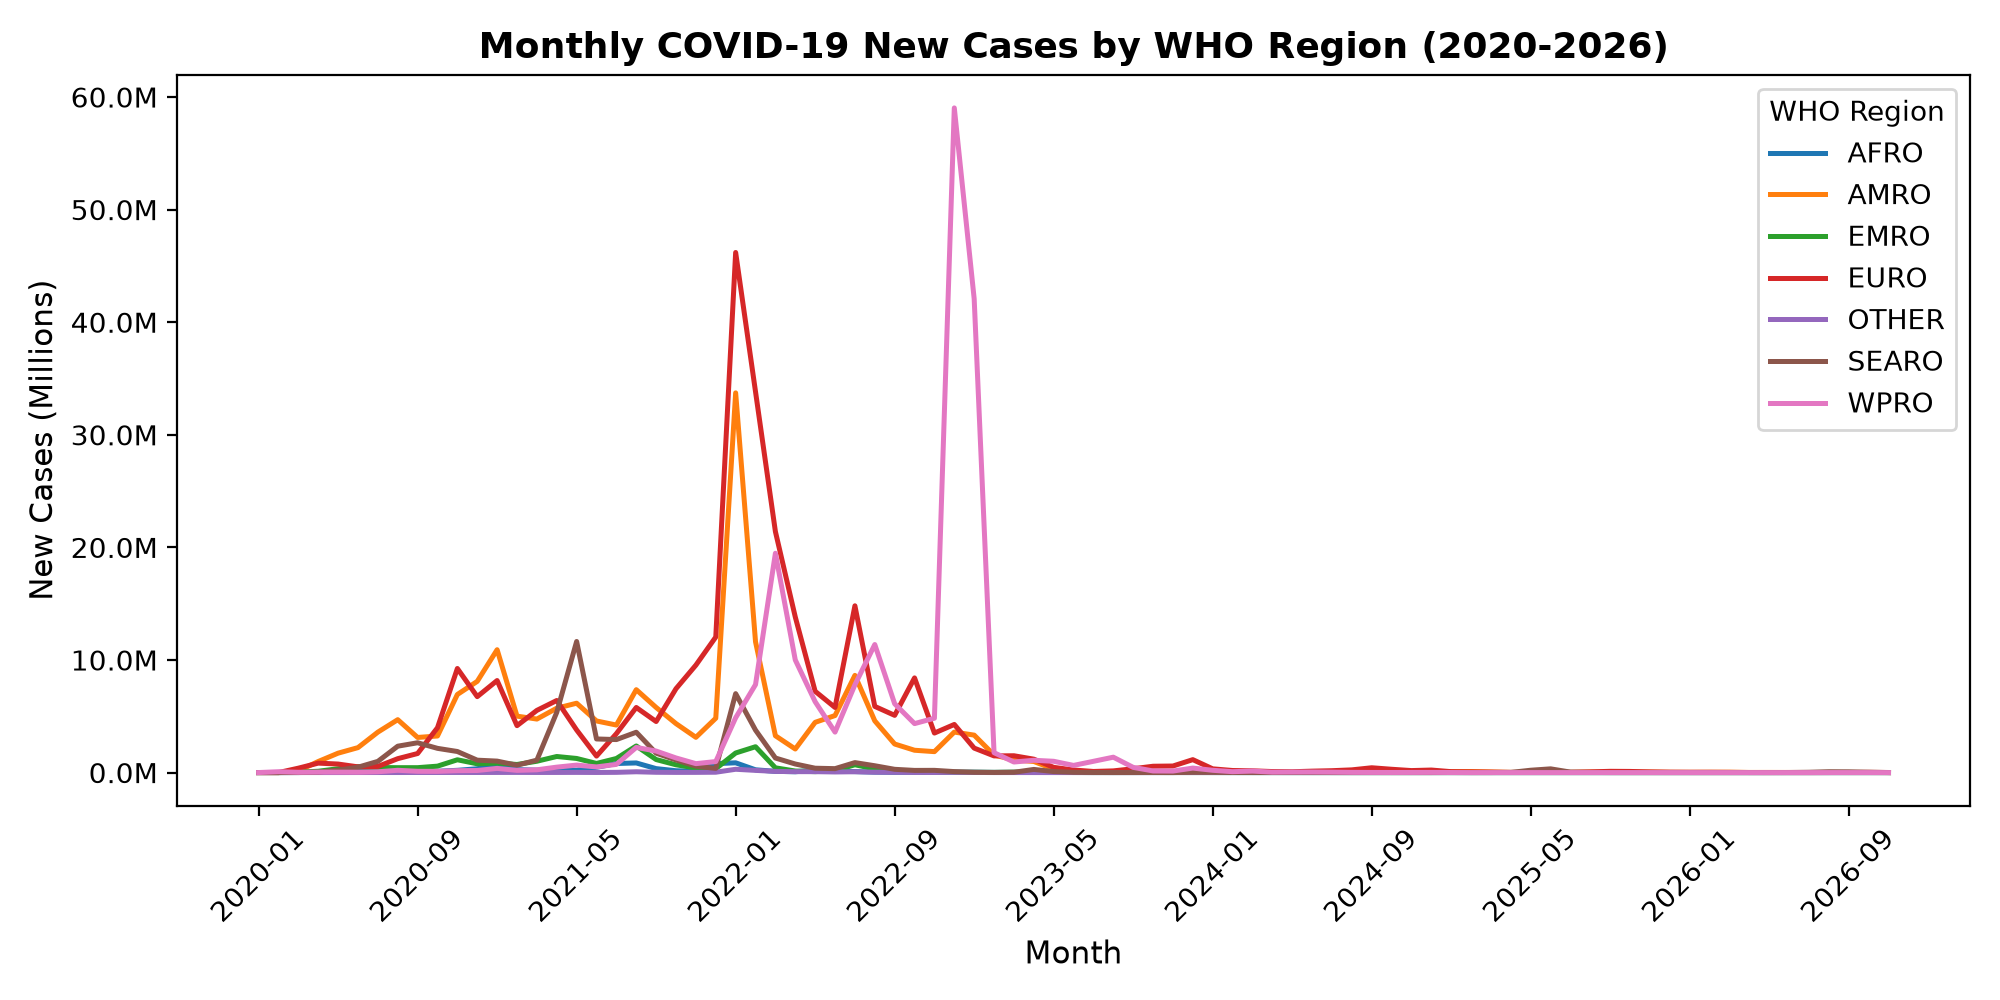 Monthly COVID-19 New Cases by WHO Region (2020-2026)
New Cases (Millions)
60.0M
50.0M
40.0M
30.0M
20.0M
10.0M
0.0M
WHO Region
AFRO
AMRO
EMRO
EURO
OTHER
SEARO
WPRO
2020-01
2020-09
2021-05
2022-01
2022-09
2023-05
2024-01
2024-09
2025-05
2026-01
2026-09
Month